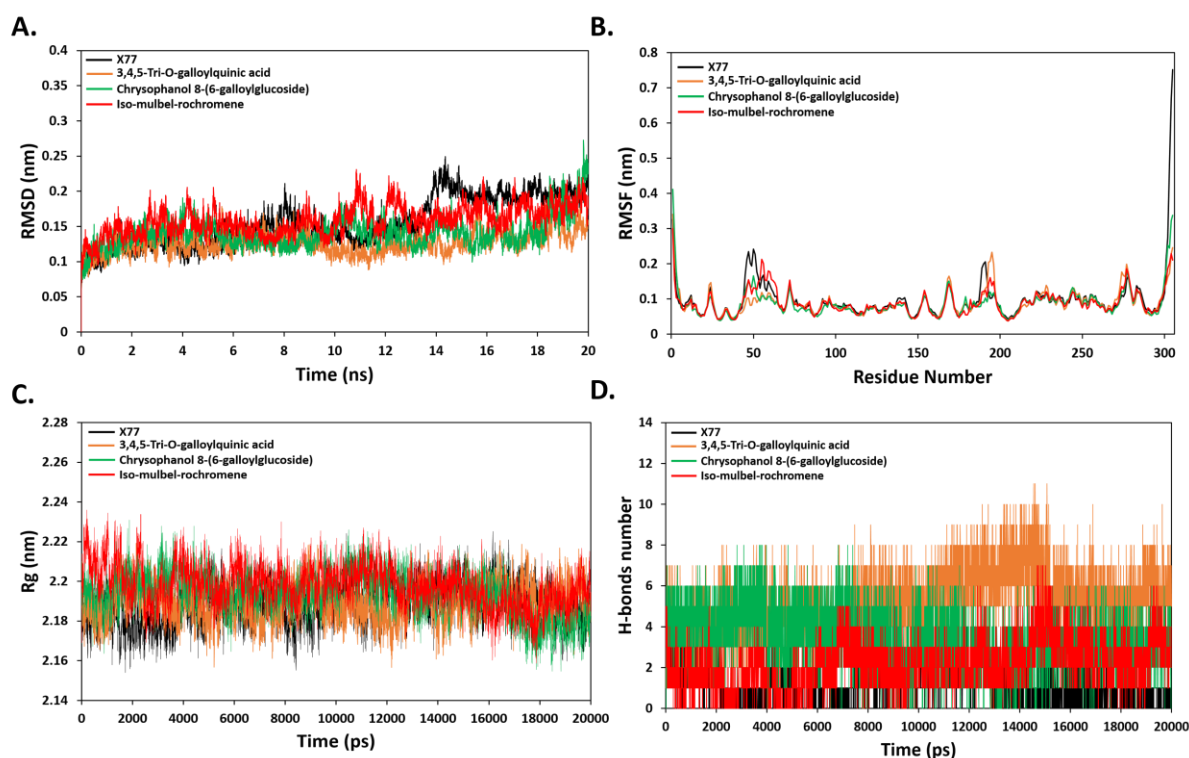 A.
0.4
0.35
0.3
0.25
0.2
0.15
0.1
0.05
0
RMSD (nm)
X77
3,4,5-Tri-O-galloylquinic acid
Chrysophanol 8-(6-galloylglucoside)
Iso-mulbel-rochromene
0 2 4 6 8 10 12 14 16 18 20
Time (ns)
B.
0.8
0.7
0.6
0.5
0.4
0.3
0.2
0.1
0
RMSF (nm)
X77
3,4,5-Tri-O-galloylquinic acid
Chrysophanol 8-(6-galloylglucoside)
Iso-mulbel-rochromene
0 50 100 150 200 250 300
Residue Number
C.
2.28
2.26
2.24
2.22
2.2
2.18
2.16
2.14
Rg (nm)
X77
3,4,5-Tri-O-galloylquinic acid
Chrysophanol 8-(6-galloylglucoside)
Iso-mulbel-rochromene
0 2000 4000 6000 8000 10000 12000 14000 16000 18000 20000
Time (ps)
D.
14
12
10
8
6
4
2
0
H-bonds number
X77
3,4,5-Tri-O-galloylquinic acid
Chrysophanol 8-(6-galloylglucoside)
Iso-mulbel-rochromene
0 2000 4000 6000 8000 10000 12000 14000 16000 18000 20000
Time (ps)